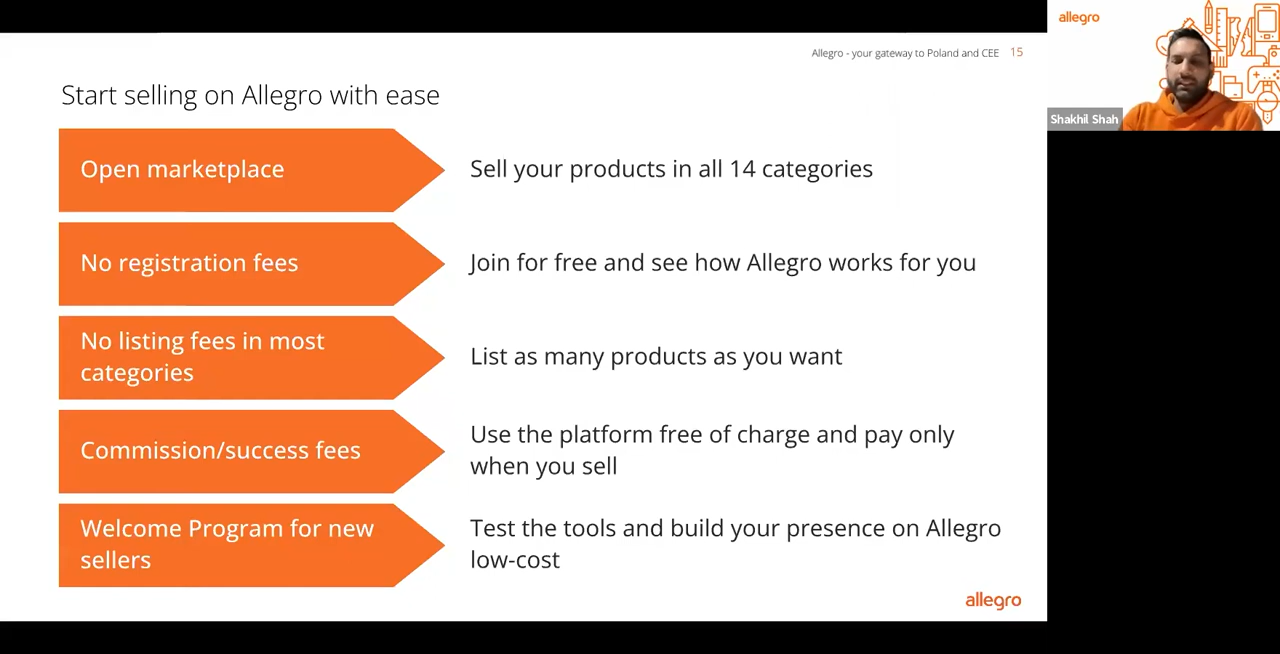 Allegro - your gateway to Poland and CEE 15
Start selling on Allegro with ease
Open marketplace
Sell your products in all 14 categories
No registration fees
Join for free and see how Allegro works for you
No listing fees in most
categories
List as many products as you want
Commission/success fees
Use the platform free of charge and pay only
when you sell
Welcome Program for new
sellers
Test the tools and build your presence on Allegro
low-cost
allegro
allegro
Shakhil Shah